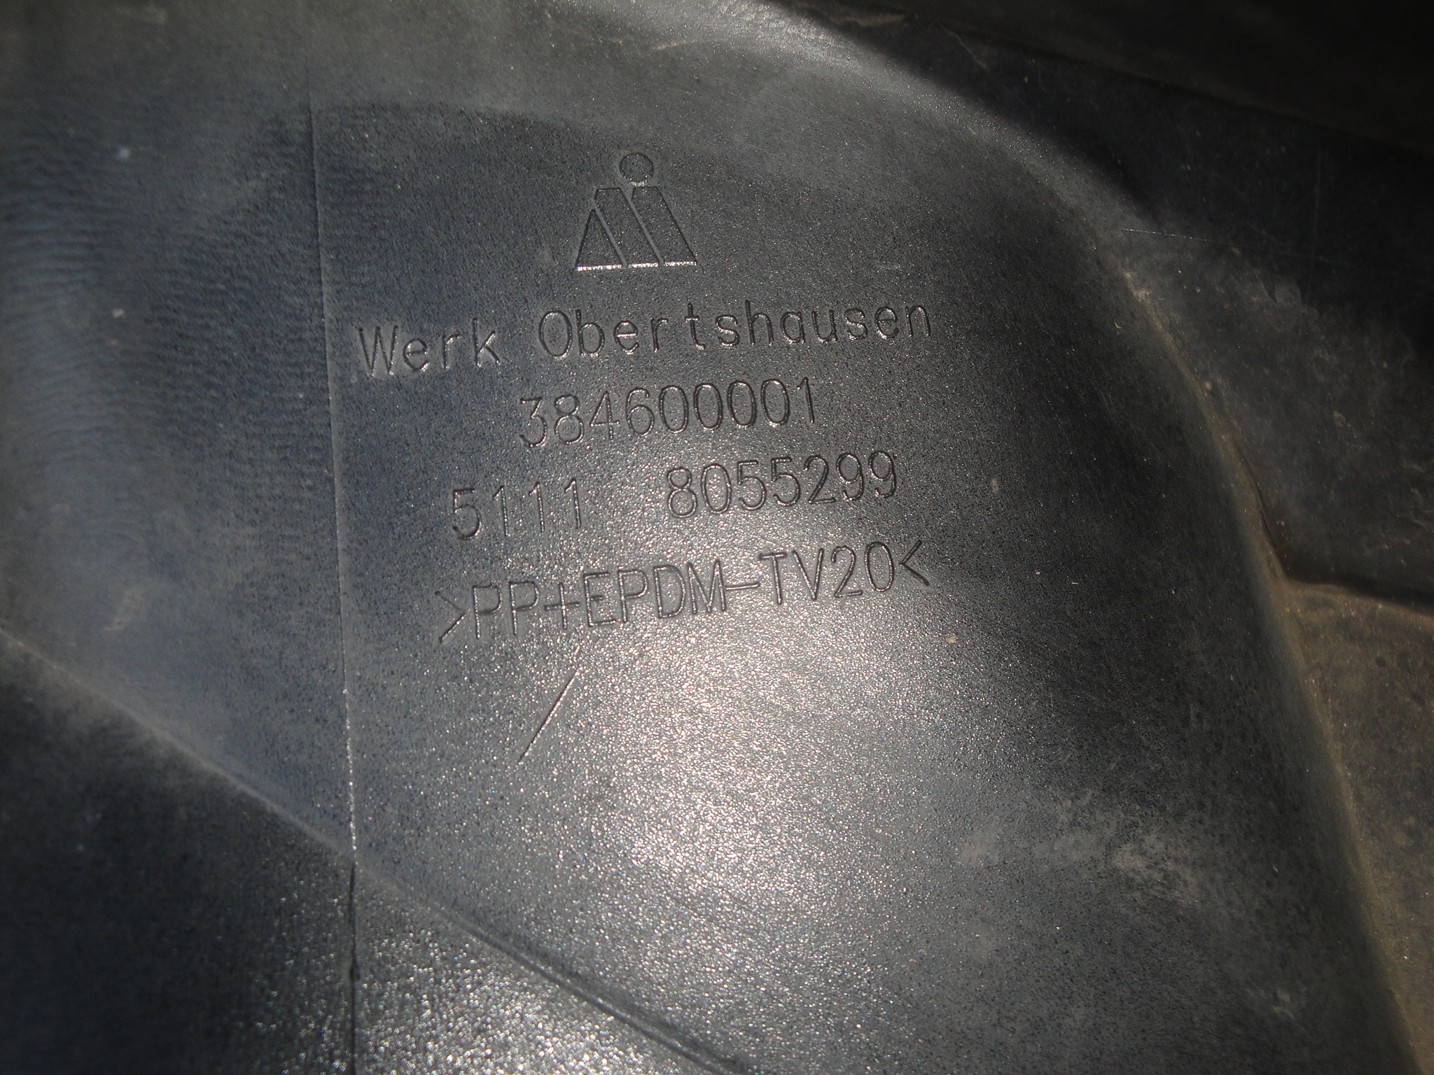 Werk Obertshausen
384600001
5111 8055299
>PP+EPDM-TV20<